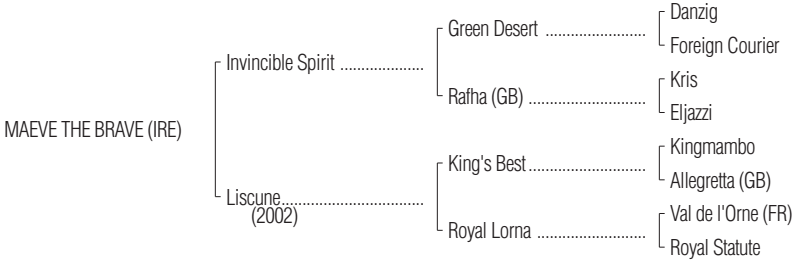 Danzig
Green Desert ........................
Foreign Courier
Invincible Spirit ....................
Kris
Rafha (GB) ............................
Eljazzi
MAEVE THE BRAVE (IRE)
Kingmambo
King's Best............................
Allegretta (GB)
Liscune..................................
(2002)
Val de l'Orne (FR)
Royal Lorna ..........................
Royal Statute